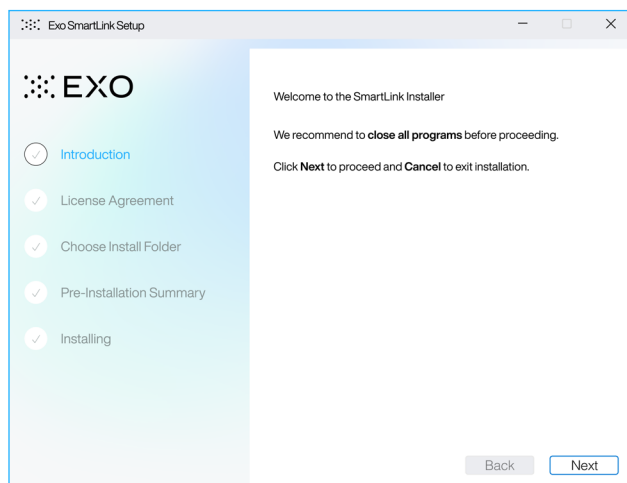 Exo SmartLink Setup
EXO
Welcome to the SmartLink Installer
We recommend to close all programs before proceeding.
Click Next to proceed and Cancel to exit installation.
Introduction
License Agreement
Choose Install Folder
Pre-Installation Summary
Installing
Back
Next